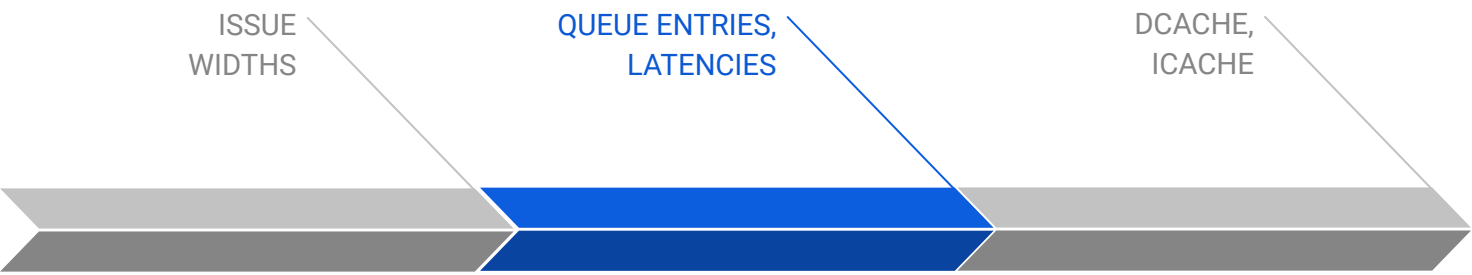 ISSUE
WIDTHS
QUEUE ENTRIES,
LATENCIES
DCACHE,
ICACHE